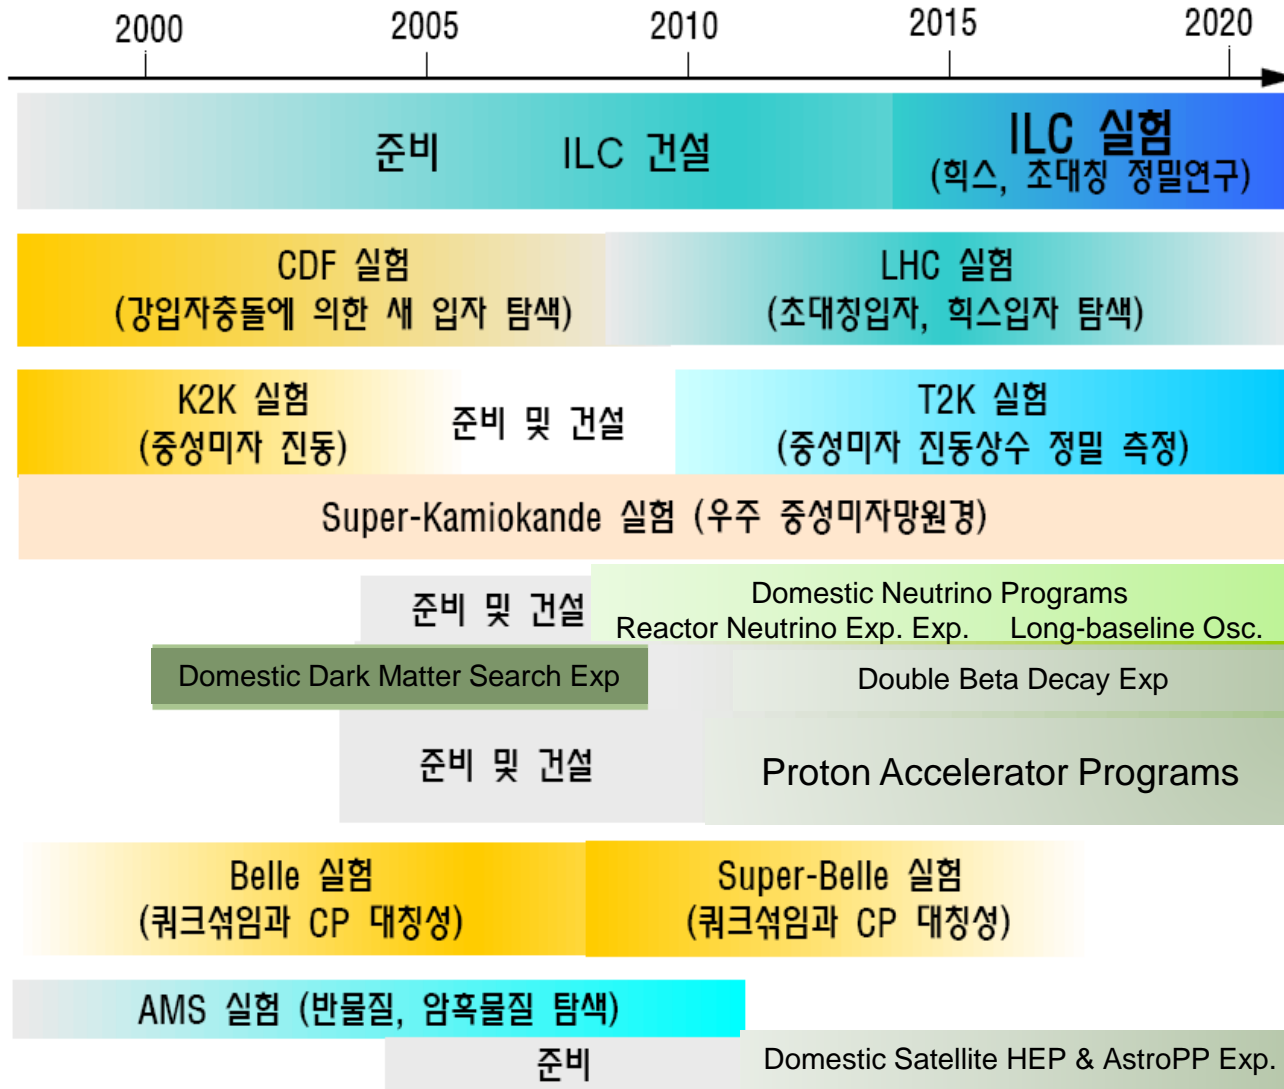 2000 2005 2010 2015 2020
준비 ILC 건설 ILC 실험
(힉스, 초대칭 정밀연구)
CDF 실험
(강입자충돌에 의한 새 입자 탐색)
LHC 실험
(초대칭입자, 힉스입자 탐색)
K2K 실험
(중성미자 진동)
준비 및 건설
T2K 실험
(중성미자 진동상수 정밀 측정)
Super-Kamiokande 실험 (우주 중성미자망원경)
준비 및 건설
Domestic Neutrino Programs
Reactor Neutrino Exp. Exp. Long-baseline Osc.
Domestic Dark Matter Search Exp
Double Beta Decay Exp
준비 및 건설
Proton Accelerator Programs
Belle 실험
(쿼크섞임과 CP 대칭성)
Super-Belle 실험
(쿼크섞임과 CP 대칭성)
AMS 실험 (반물질, 암흑물질 탐색)
준비
Domestic Satellite HEP & AstroPP Exp.